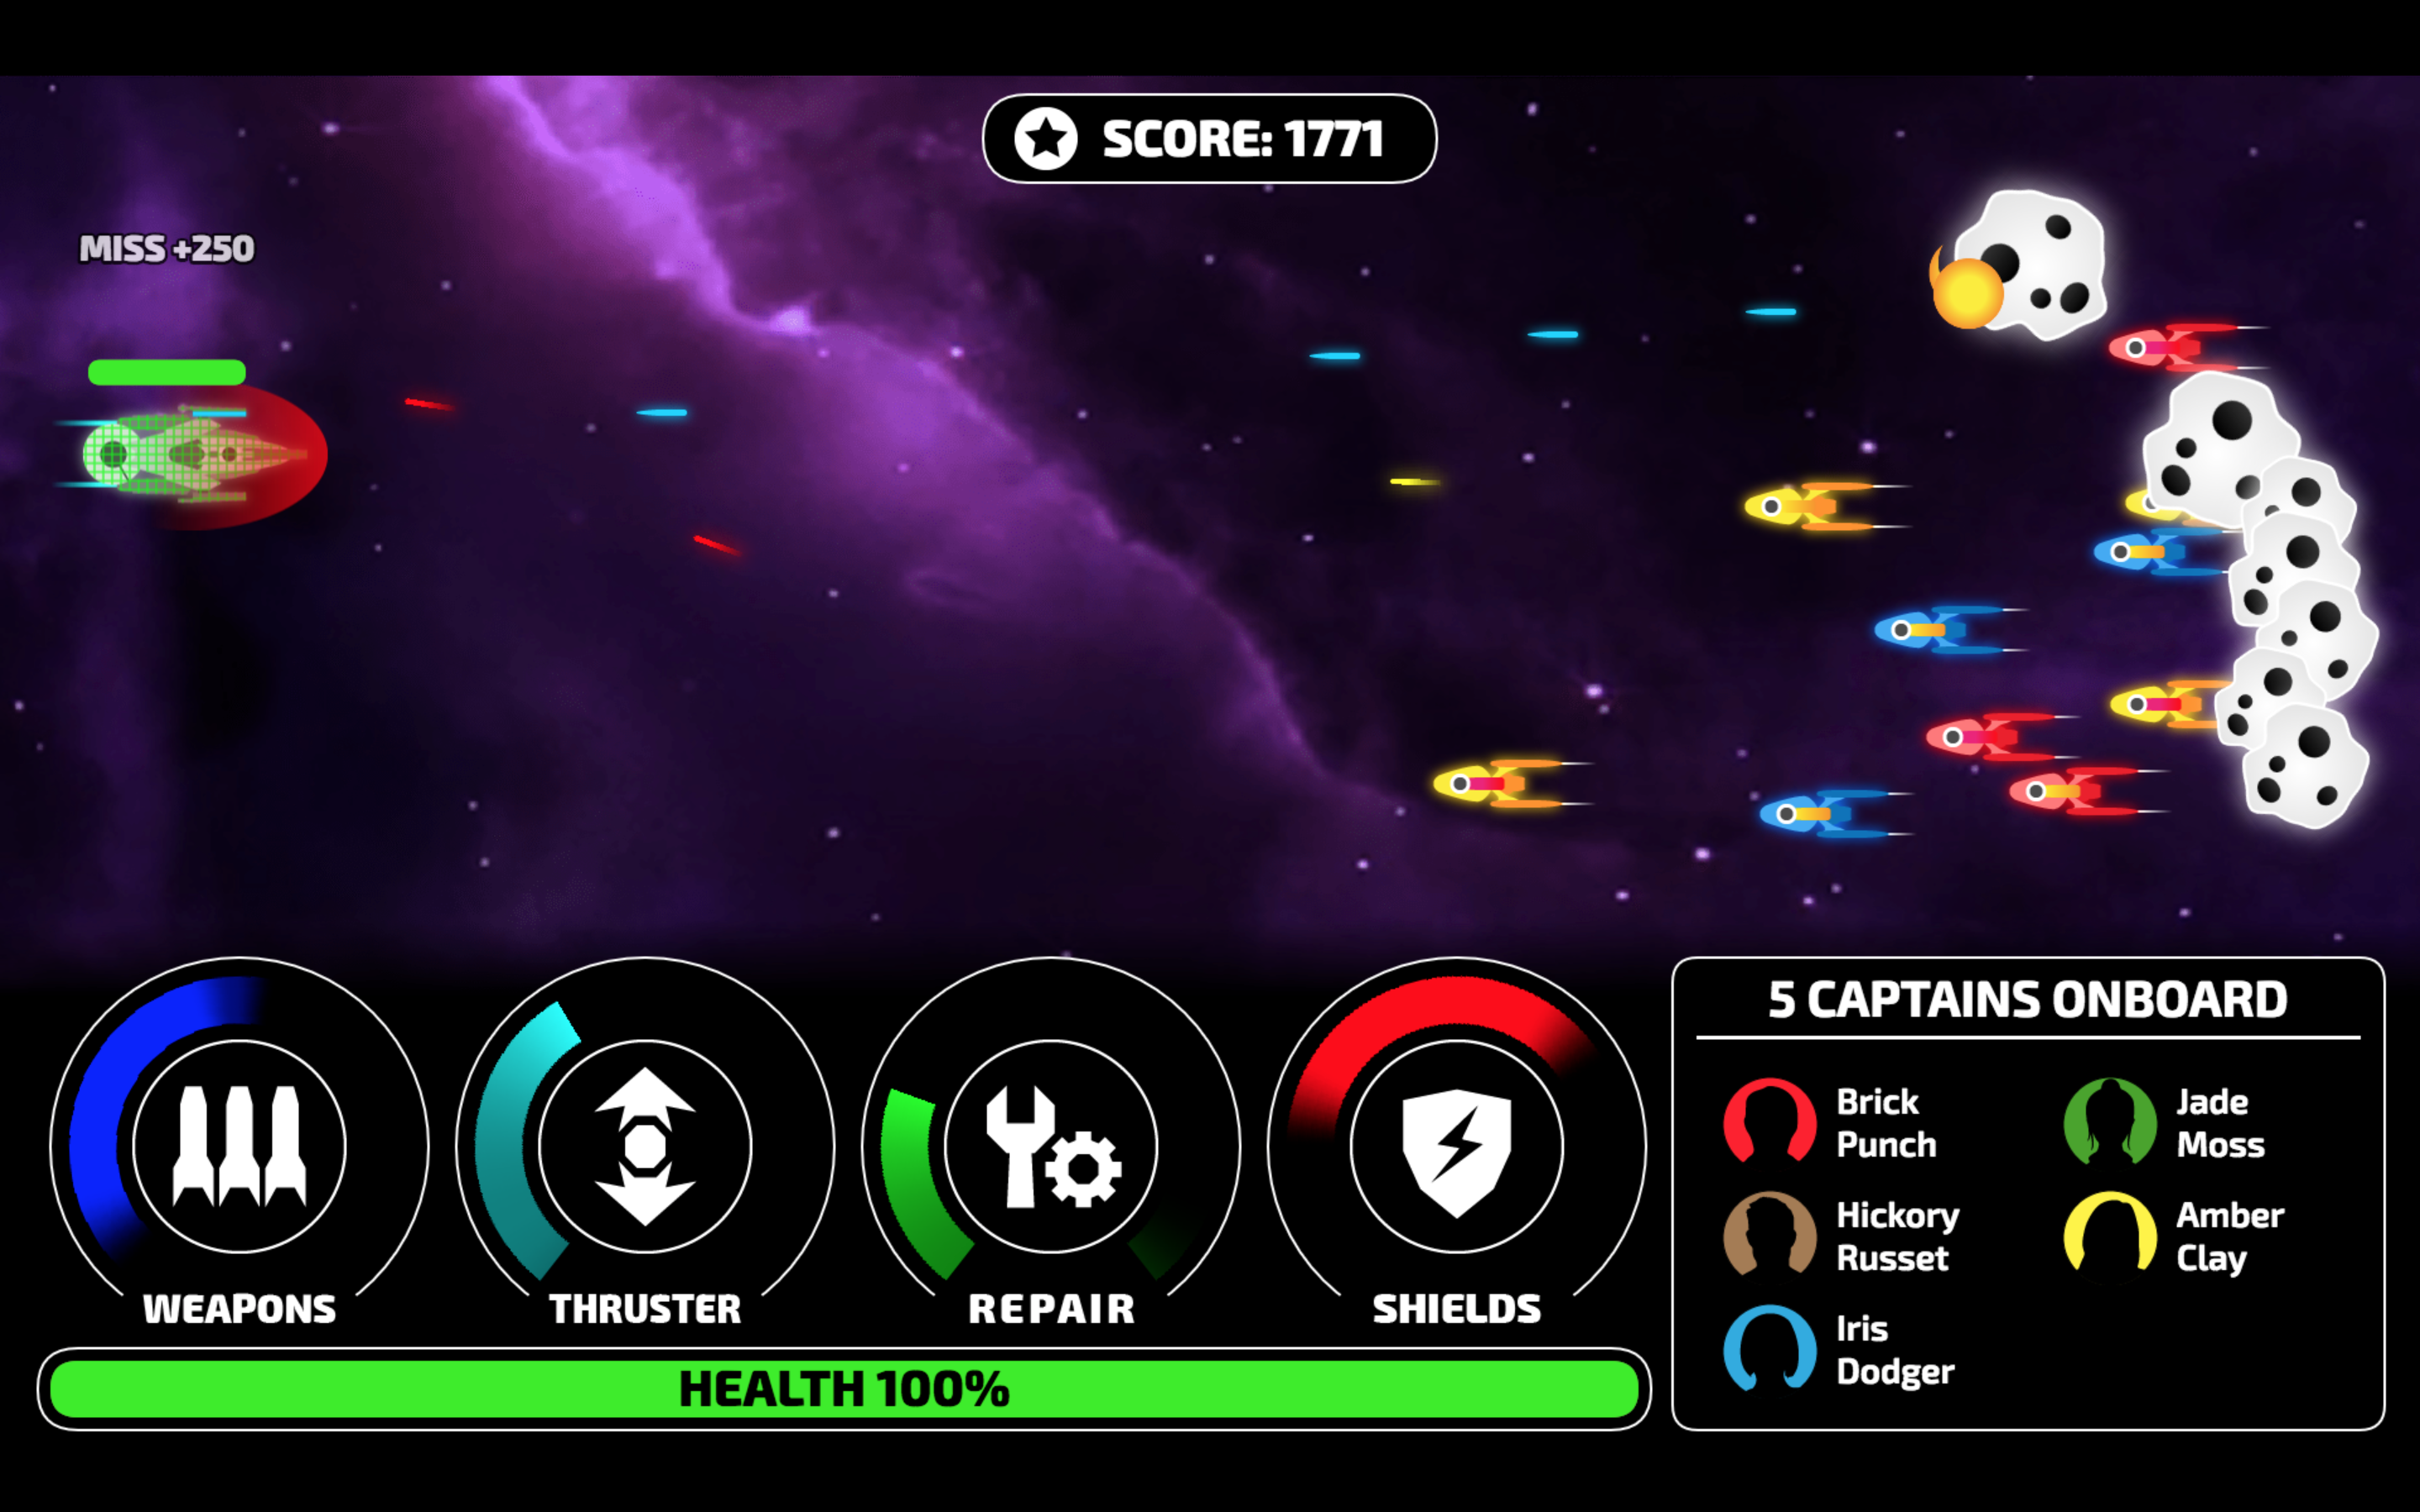 SCORE: 1771
MISS +250
WEAPONS
THRUSTER
REPAIR
SHIELDS
HEALTH 100%
5 CAPTAINS ONBOARD
Brick
Punch
Jade
Moss
Hickory
Russet
Amber
Clay
Iris
Dodger